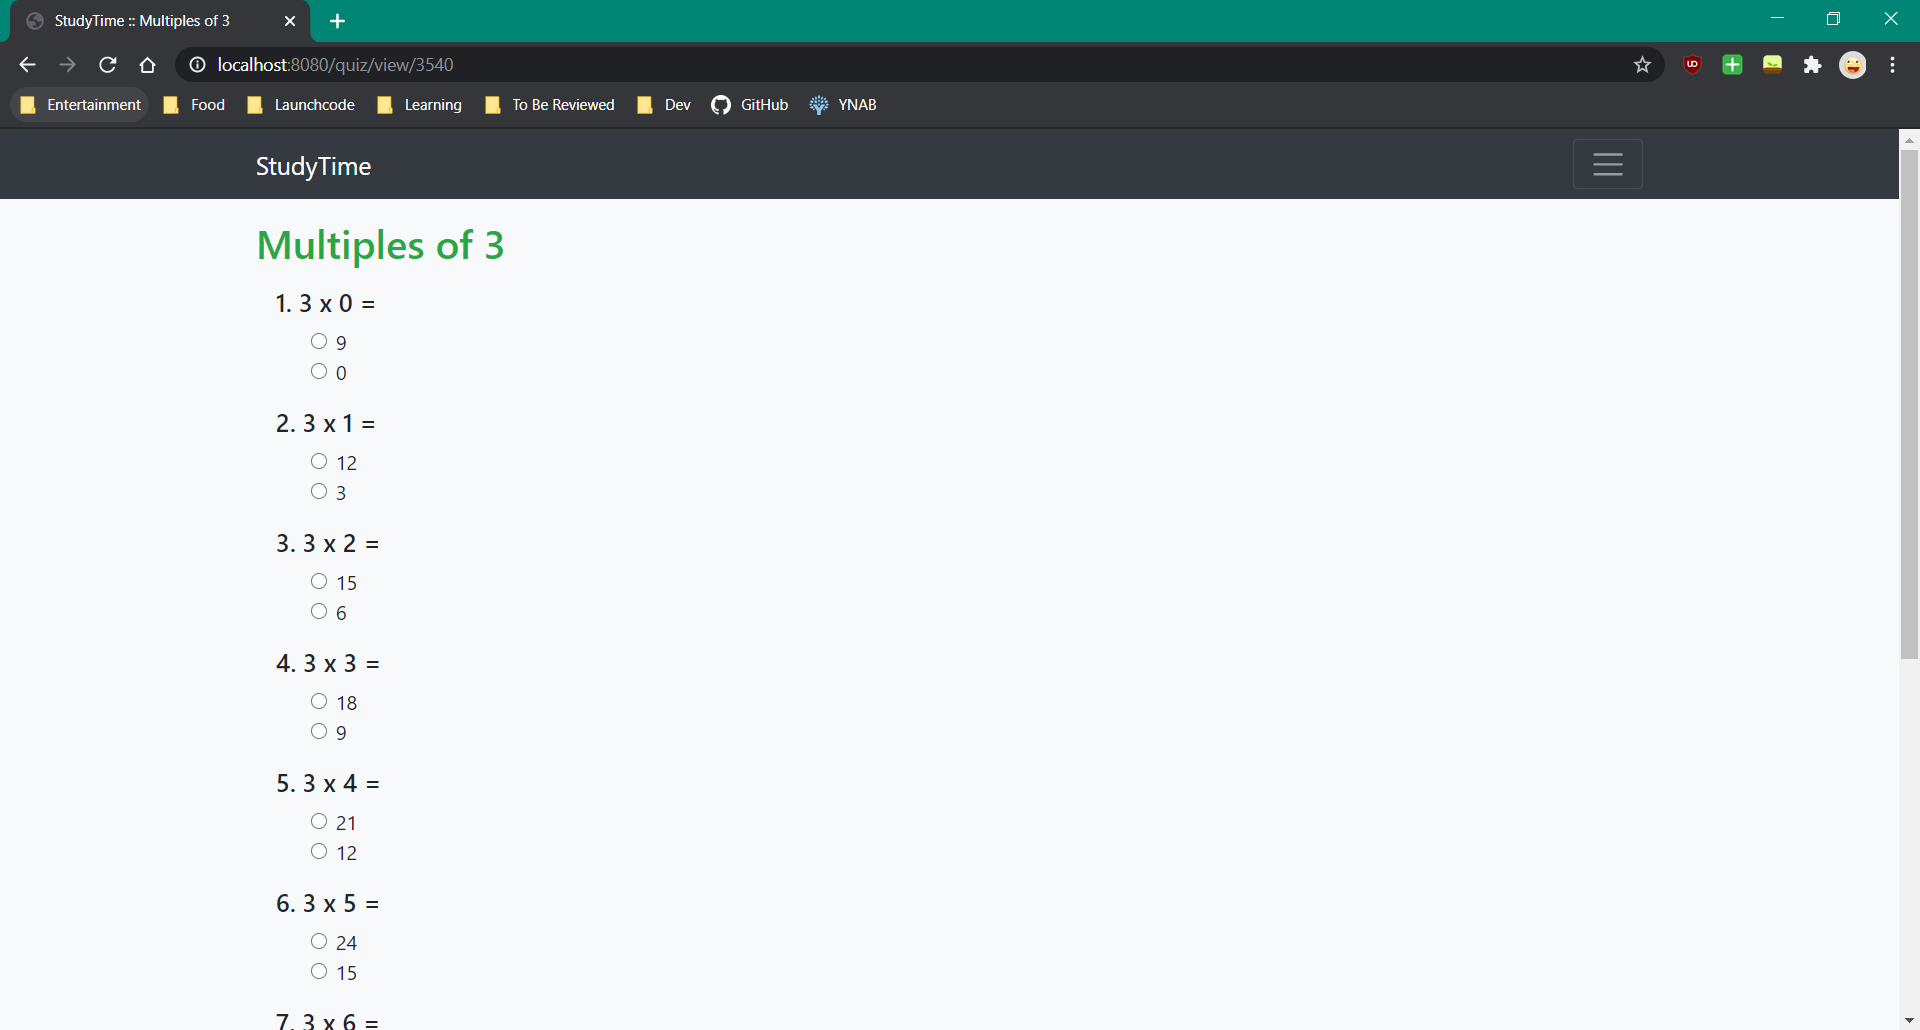 StudyTime :: Multiples of 3
localhost:8080/quiz/view/3540
Entertainment Food Launchcode Learning To Be Reviewed Dev GitHub YNAB
StudyTime
Multiples of 3
1. 3 x 0 =
9
0
2. 3 x 1 =
12
3
3. 3 x 2 =
15
6
4. 3 x 3 =
18
9
5. 3 x 4 =
21
12
6. 3 x 5 =
24
15
7. 3 x 6 =